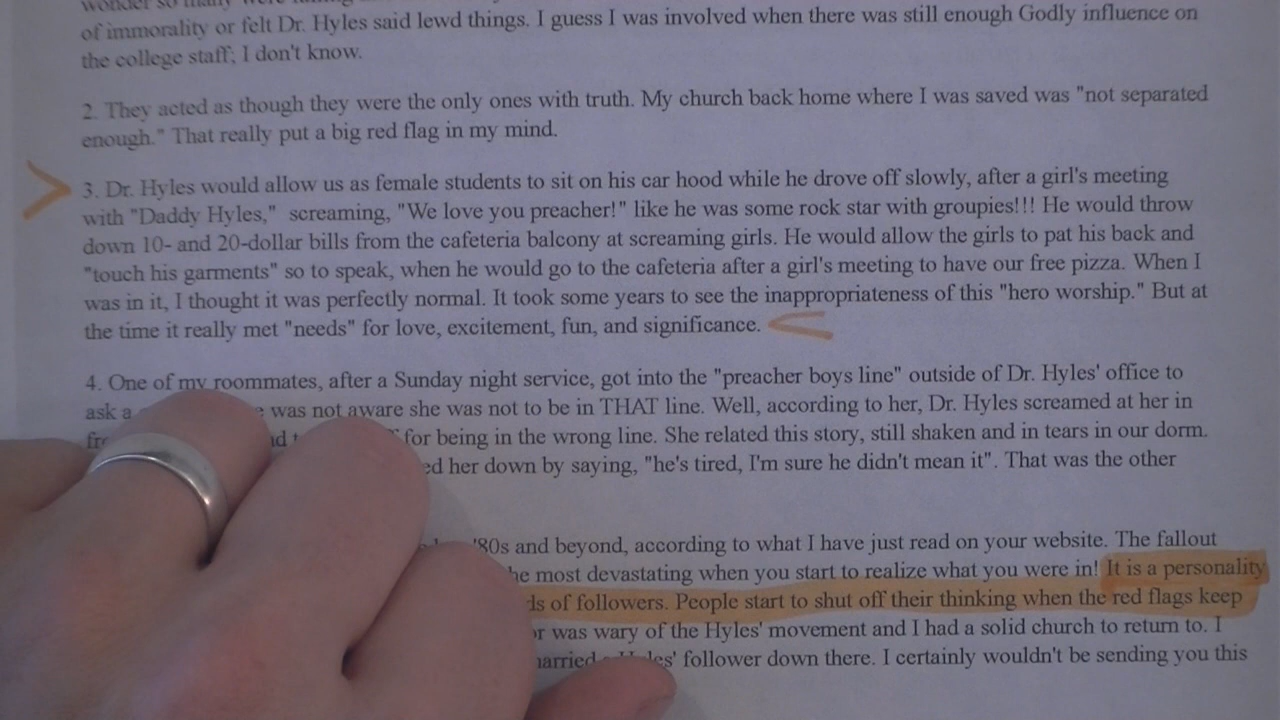 of immorality or felt Dr. Hyles said lewd things. I guess I was involved when there was still enough Godly influence on
the college staff; I don't know.
2. They acted as though they were the only ones with truth. My church back home where I was saved was "not separated
enough." That really put a big red flag in my mind.
3. Dr. Hyles would allow us as female students to sit on his car hood while he drove off slowly, after a girl's meeting
with "Daddy Hyles," screaming, "We love you preacher!" like he was some rock star with groupies!!! He would throw
down 10- and 20-dollar bills from the cafeteria balcony at screaming girls. He would allow the girls to pat his back and
"touch his garments" so to speak, when he would go to the cafeteria after a girl's meeting to have our free pizza. When I
was in it, I thought it was perfectly normal. It took some years to see the inappropriateness of this "hero worship." But at
the time it really met "needs" for love, excitement, fun, and significance.
4. One of my roommates, after a Sunday night service, got into the "preacher boys line" outside of Dr. Hyles' office to
ask a was not aware she was not to be in THAT line. Well, according to her, Dr. Hyles screamed at her in
for being in the wrong line. She related this story, still shaken and in tears in our dorm.
her down by saying, "he's tired, I'm sure he didn't mean it". That was the other
'80s and beyond, according to what I have just read on your website. The fallout
most devastating when you start to realize what you were in! It is a personality
of followers. People start to shut off their thinking when the red flags keep
was wary of the Hyles' movement and I had a solid church to return to. I
follower down there. I certainly wouldn't be sending you this